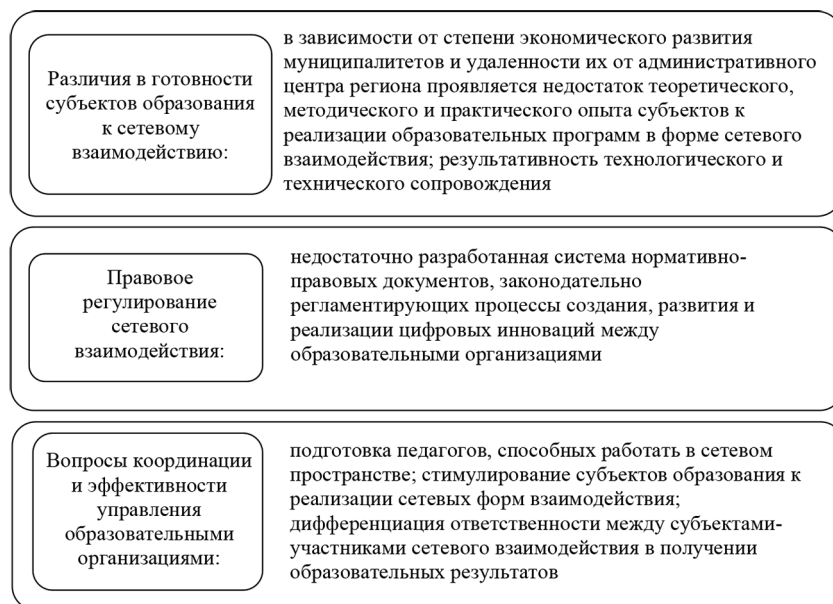 Различия в готовности
субъектов образования
к сетевому
взаимодействию:
в зависимости от степени экономического развития
муниципалитетов и удаленности их от административного
центра региона проявляется недостаток теоретического,
методического и практического опыта субъектов к
реализации образовательных программ в форме сетевого
взаимодействия; результативность технологического и
технического сопровождения
Правовое
регулирование
сетевого
взаимодействия:
недостаточно разработанная система нормативно-
правовых документов, законодательно
регламентирующих процессы создания, развития и
реализации цифровых инноваций между
образовательными организациями
Вопросы координации
и эффективности
управления
образовательными
организациями:
подготовка педагогов, способных работать в сетевом
пространстве; стимулирование субъектов образования к
реализации сетевых форм взаимодействия;
дифференциация ответственности между субъектами-
участниками сетевого взаимодействия в получении
образовательных результатов